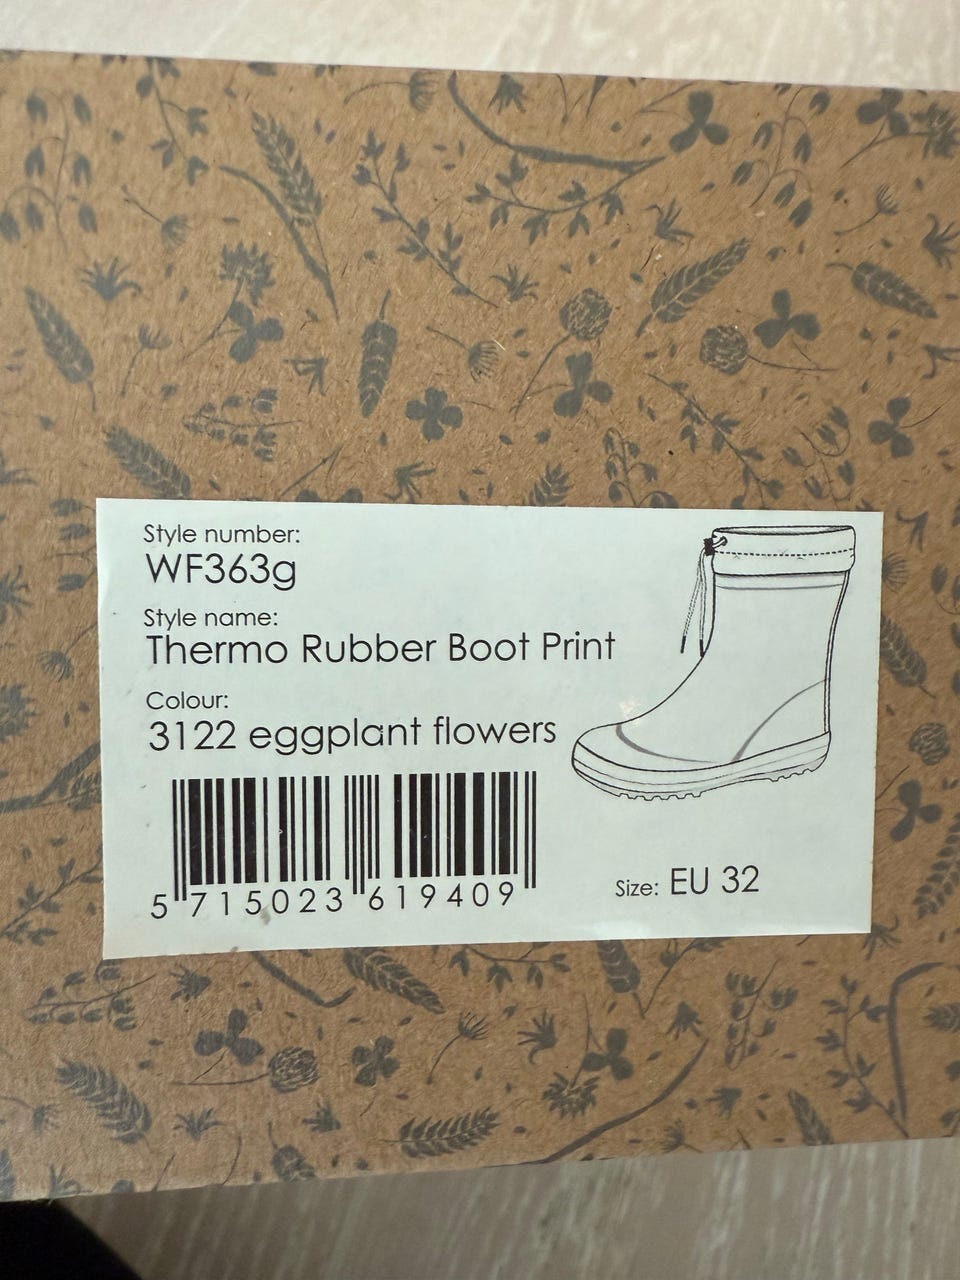 Style number:
WF363g
Style name:
Thermo Rubber Boot Print
Colour:
3122 eggplant flowers
5 715023 619409
Size: EU 32